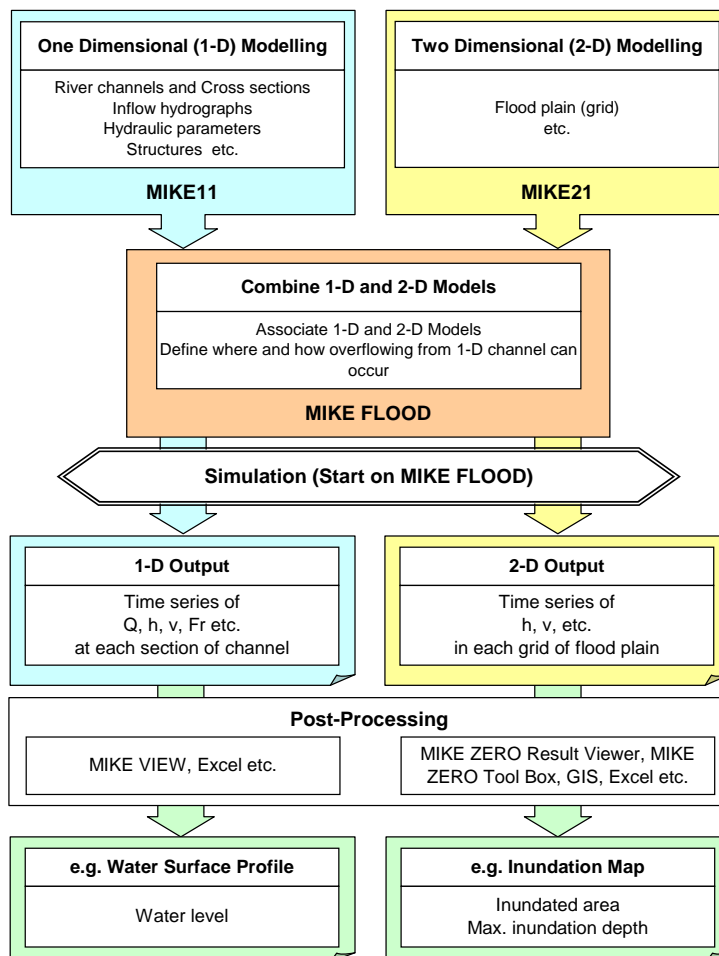 One Dimensional (1-D) Modelling
River channels and Cross sections
Inflow hydrographs
Hydraulic parameters
Structures etc.
MIKE11
Two Dimensional (2-D) Modelling
Flood plain (grid)
etc.
MIKE21
Combine 1-D and 2-D Models
Associate 1-D and 2-D Models
Define where and how overflowing from 1-D channel can
occur
MIKE FLOOD
Simulation (Start on MIKE FLOOD)
1-D Output
Time series of
Q, h, v, Fr etc.
at each section of channel
2-D Output
Time series of
h, v, etc.
in each grid of flood plain
Post-Processing
MIKE VIEW, Excel etc.
MIKE ZERO Result Viewer, MIKE
ZERO Tool Box, GIS, Excel etc.
e.g. Water Surface Profile
Water level
e.g. Inundation Map
Inundated area
Max. inundation depth